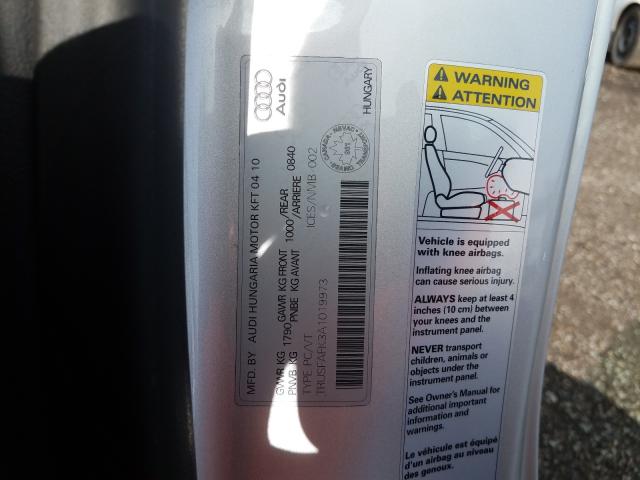 Audi
HUNGARY
MFD. BY AUDI HUNGARIA MOTOR KFT 04 10
GVWR KG 1790 GAWR KG FRONT 1000 /REAR 0840
PNVB KG PNBE KG AVANT /ARRIERE
TYPE PC/VT ICES/NMB 002
TRUSFABK3A1019973
WARNING
ATTENTION
Vehicle is equipped
with knee airbags.
Inflating knee airbag
can cause serious injury.
ALWAYS keep at least 4
inches (10 cm) between
your knees and the
instrument panel.
NEVER transport
children, animals or
objects under the
instrument panel.
See Owner's Manual for
additional important
information and
warnings.
Le véhicule est équipé
d'un airbag au niveau
des genoux.